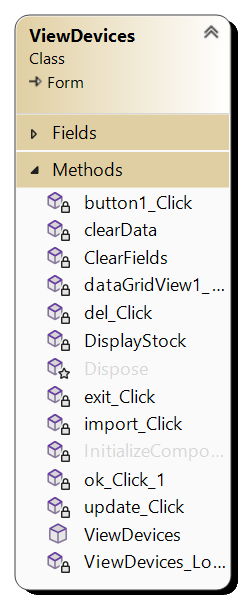 ViewDevices
Class
Form
Fields
Methods
button1_Click
clearData
ClearFields
dataGridView1_...
del_Click
DisplayStock
Dispose
exit_Click
import_Click
InitializeCompo...
ok_Click_1
update_Click
ViewDevices
ViewDevices_Lo...